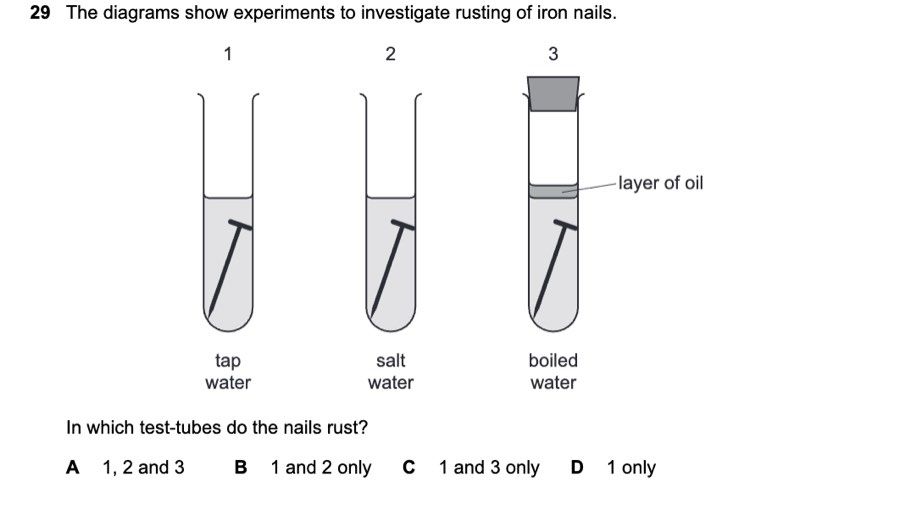 29 The diagrams show experiments to investigate rusting of iron nails.
1 2 3
layer of oil
tap water
salt water
boiled water
In which test-tubes do the nails rust?
A 1, 2 and 3 B 1 and 2 only C 1 and 3 only D 1 only